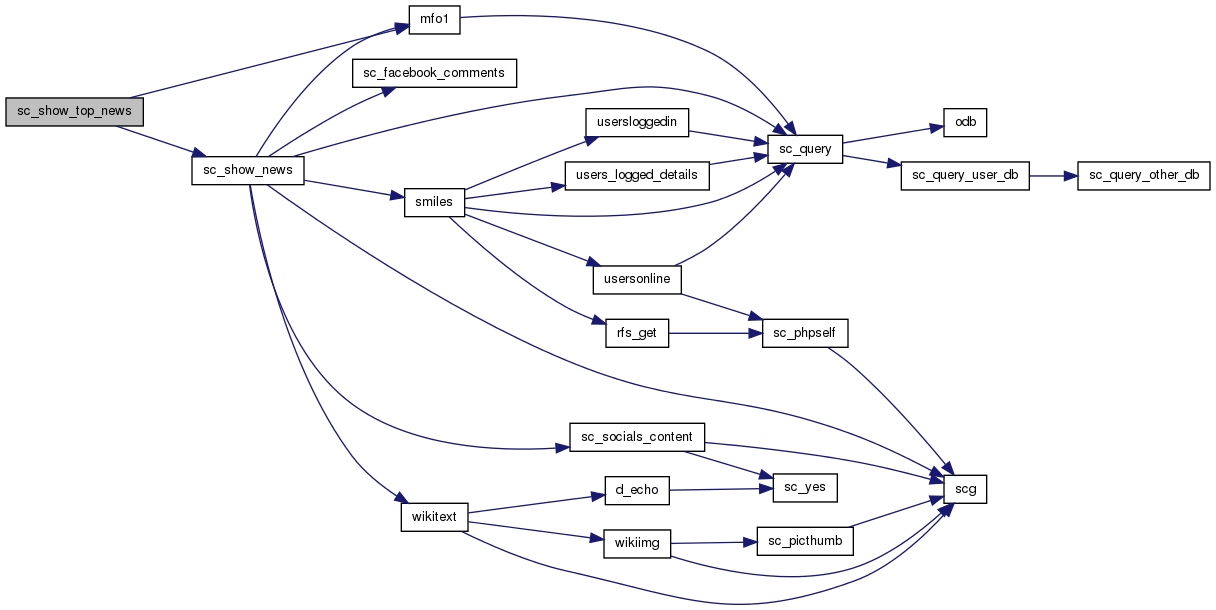 mfo1
sc_facebook_comments
sc_show_top_news
usersloggedin
odb
sc_query
sc_show_news
users_logged_details
sc_query_user_db
sc_query_other_db
smiles
usersonline
rfs_get
sc_phpself
sc_socials_content
d_echo
sc_yes
scg
wikitext
wikiimg
sc_picthumb